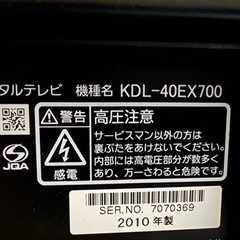 タルテレビ 機種名 KDL-40EX700
高圧注意
サービスマン以外の方は
裏ぶたをあけないでください。
内部には高電圧部分が数多く
あり、万一さわると危険です。
感電
JQA
SER.NO. 7070369
2010 年製